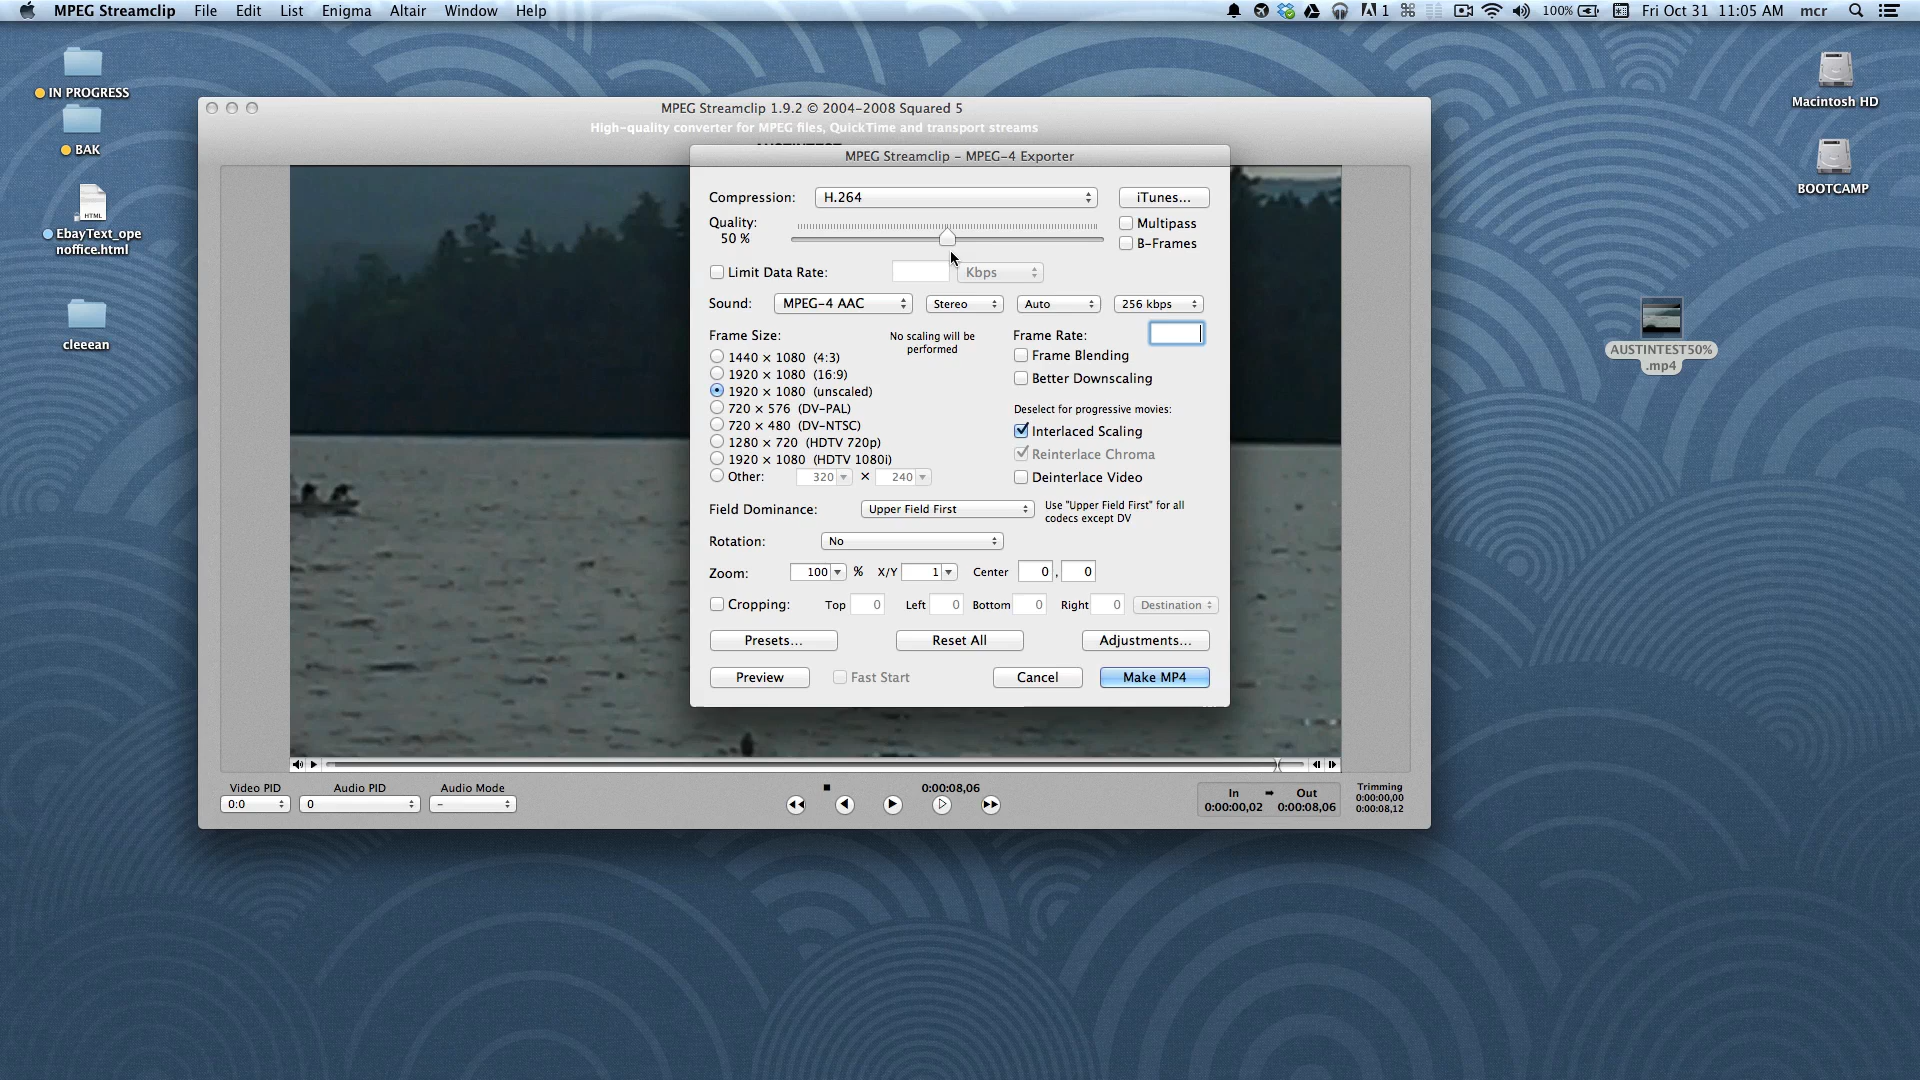 MPEG Streamclip File Edit List Enigma Altair Window Help
1 100% Fri Oct 31 11:05 AM mcr
IN PROGRESS
BAK
HTML
EbayText_ope
noffice.html
cleeean
Macintosh HD
BOOTCAMP
AUSTINTEST50%
.mp4
MPEG Streamclip 1.9.2 © 2004-2008 Squared 5
High-quality converter for MPEG files, QuickTime and transport streams
MPEG Streamclip - MPEG-4 Exporter
Compression: H.264 iTunes...
Quality: Multipass
50 % B-Frames
Limit Data Rate: Kbps
Sound: MPEG-4 AAC Stereo Auto 256 kbps
Frame Size: No scaling will be performed Frame Rate:
1440 × 1080 (4:3) Frame Blending
1920 × 1080 (16:9) Better Downscaling
1920 × 1080 (unscaled)
720 × 576 (DV-PAL) Deselect for progressive movies:
720 × 480 (DV-NTSC) Interlaced Scaling
1280 × 720 (HDTV 720p) Reinterlace Chroma
1920 × 1080 (HDTV 1080i)
Other: 320 × 240 Deinterlace Video
Field Dominance: Upper Field First Use "Upper Field First" for all codecs except DV
Rotation: No
Zoom: 100 % X/Y 1 Center 0 , 0
Cropping: Top 0 Left 0 Bottom 0 Right 0 Destination
Presets... Reset All Adjustments...
Preview Fast Start Cancel Make MP4
Video PID Audio PID Audio Mode
0:0 0 –
0:00:08,06
In Out
0:00:00,02 0:00:08,06
Trimming
0:00:00,00
0:00:08,12